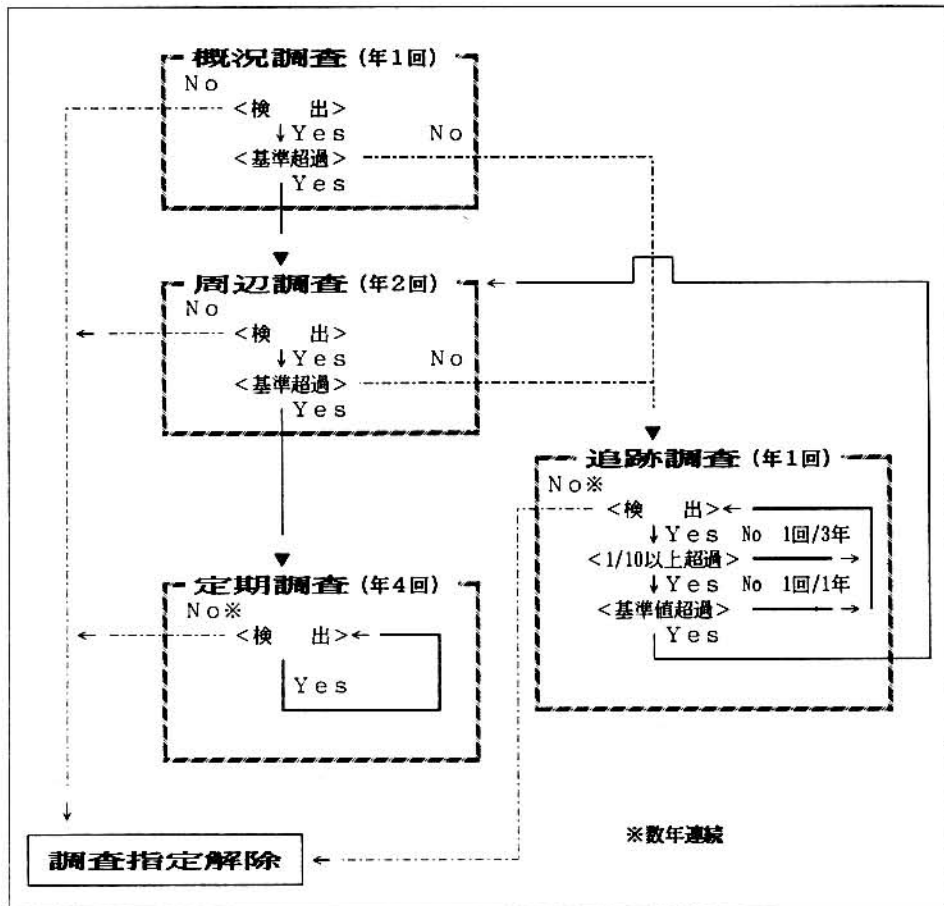 概況調査(年1回)
No
<検　出>
↓Yes　No
<基準超過>
Yes
周辺調査(年2回)
No
<検　出>
↓Yes　No
<基準超過>
Yes
追跡調査(年1回)
No※
<検　出>
↓Yes　No　1回/3年
<1/10以上超過>
↓Yes　No　1回/1年
<基準値超過>
Yes
定期調査(年4回)
No※
<検　出>
Yes
※数年連続
調査指定解除